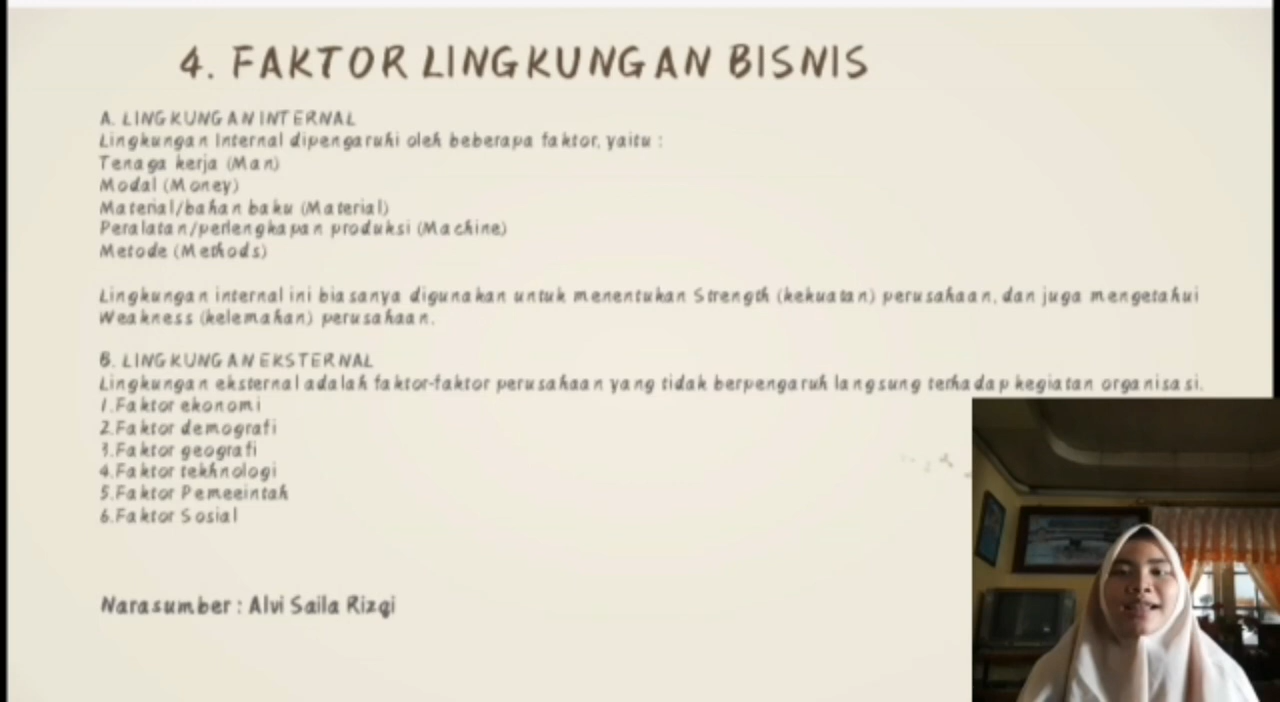 4. FAKTOR LINGKUNGAN BISNIS
A. LINGKUNGAN INTERNAL
Lingkungan Internal dipengaruhi oleh beberapa faktor, yaitu :
Tenaga kerja (Man)
Modal (Money)
Material/bahan baku (Material)
Peralatan/perlengkapan produksi (Machine)
Metode (Methods)
Lingkungan internal ini biasanya digunakan untuk menentukan Strength (kekuatan) perusahaan, dan juga mengetahui
Weakness (kelemahan) perusahaan.
B. LINGKUNGAN EKSTERNAL
Lingkungan eksternal adalah faktor-faktor perusahaan yang tidak berpengaruh langsung terhadap kegiatan organisasi.
1.Faktor ekonomi
2.Faktor demografi
3.Faktor geografi
4.Faktor tekhnologi
5.Faktor Pemeeintah
6.Faktor Sosial
Narasumber : Alvi Saila Rizqi